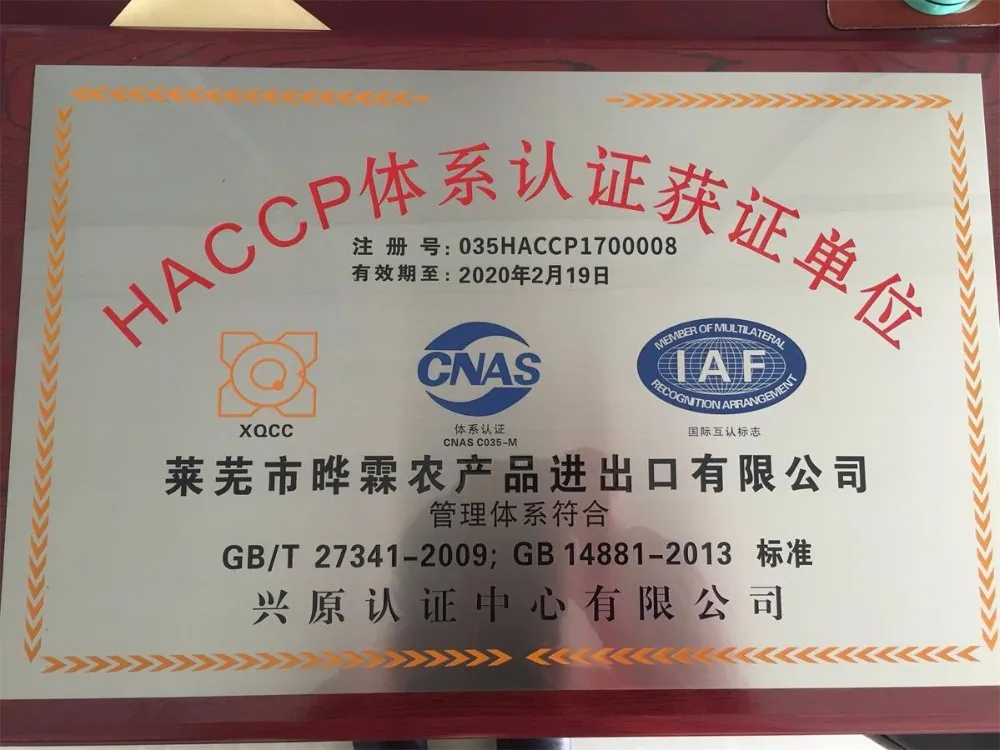 HACCP体系认证获证单位
注册号: 035HACCP1700008
有效期至: 2020年2月19日
XQCC
CNAS
体系认证
CNAS C035-M
MEMBER OF MULTILATERAL
IAF
RECOGNITION ARRANGEMENT
国际互认标志
莱芜市晔霖农产品进出口有限公司
管理体系符合
GB/T 27341-2009; GB 14881-2013 标准
兴原认证中心有限公司